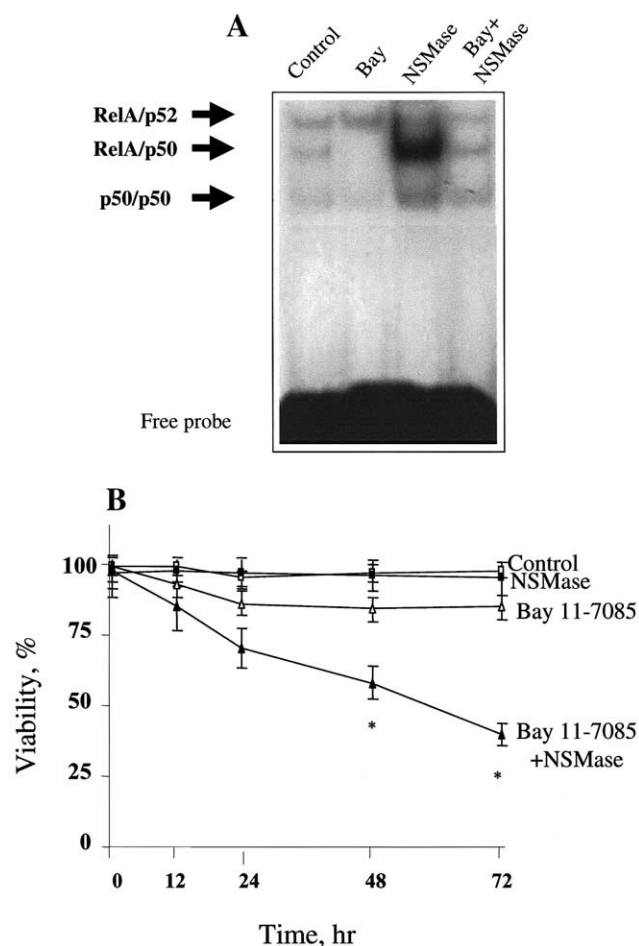 A
Control
Bay
NSMase
Bay+
NSMase
RelA/p52
RelA/p50
p50/p50
Free probe
B
100
75
50
25
0
Viability, %
Control
NSMase
Bay 11-7085
Bay 11-7085
+NSMase
*
*
0 12 24 48 72
Time, hr